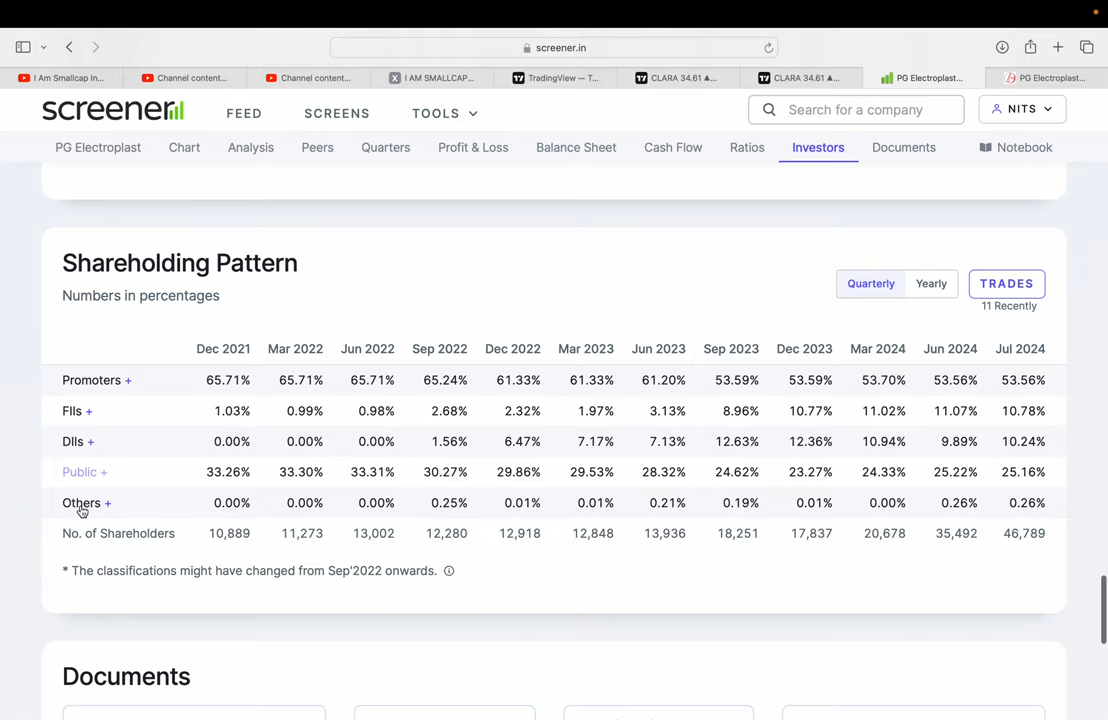 screener.in
I Am Smallcap In...
Channel content...
Channel content...
I AM SMALLCAP...
TradingView — T...
CLARA 34.61 ▲...
CLARA 34.61 ▲...
PG Electroplast...
PG Electroplast...
screener
FEED
SCREENS
TOOLS
Search for a company
NITS
PG Electroplast
Chart
Analysis
Peers
Quarters
Profit & Loss
Balance Sheet
Cash Flow
Ratios
Investors
Documents
Notebook
Shareholding Pattern
Numbers in percentages
Quarterly
Yearly
TRADES
11 Recently
Dec 2021 Mar 2022 Jun 2022 Sep 2022 Dec 2022 Mar 2023 Jun 2023 Sep 2023 Dec 2023 Mar 2024 Jun 2024 Jul 2024
Promoters + 65.71% 65.71% 65.71% 65.24% 61.33% 61.33% 61.20% 53.59% 53.59% 53.70% 53.56% 53.56%
FIIs + 1.03% 0.99% 0.98% 2.68% 2.32% 1.97% 3.13% 8.96% 10.77% 11.02% 11.07% 10.78%
DIIs + 0.00% 0.00% 0.00% 1.56% 6.47% 7.17% 7.13% 12.63% 12.36% 10.94% 9.89% 10.24%
Public + 33.26% 33.30% 33.31% 30.27% 29.86% 29.53% 28.32% 24.62% 23.27% 24.33% 25.22% 25.16%
Others + 0.00% 0.00% 0.00% 0.25% 0.01% 0.01% 0.21% 0.19% 0.01% 0.00% 0.26% 0.26%
No. of Shareholders 10,889 11,273 13,002 12,280 12,918 12,848 13,936 18,251 17,837 20,678 35,492 46,789
* The classifications might have changed from Sep'2022 onwards.
Documents